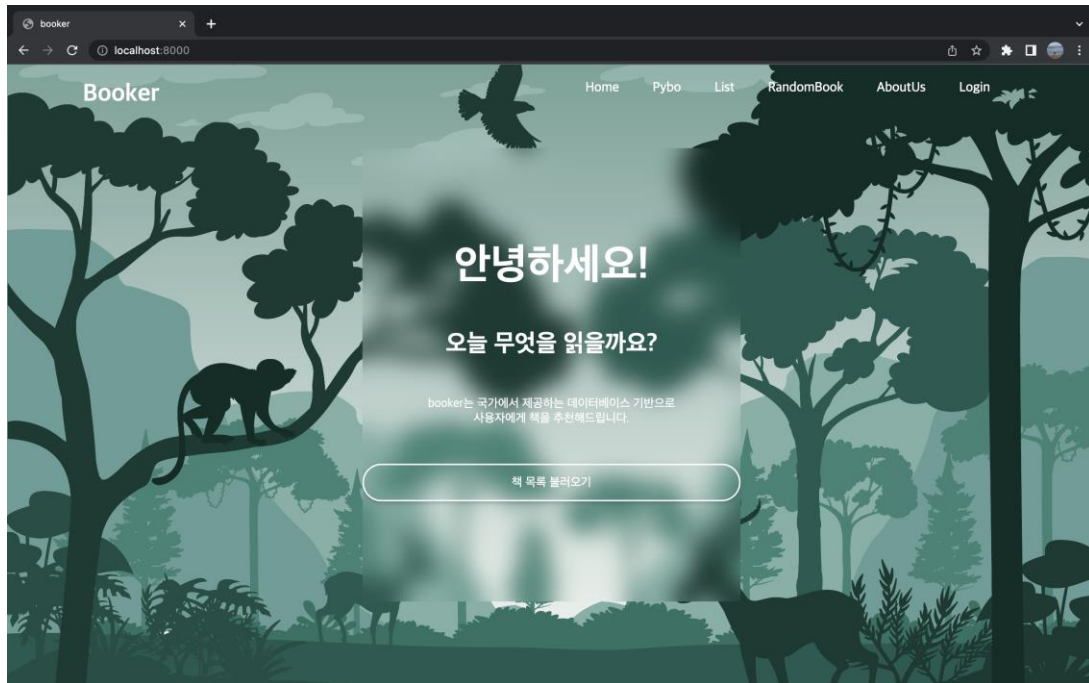 booker
localhost:8000
Booker
Home Pybo List RandomBook AboutUs Login
안녕하세요!
오늘 무엇을 읽을까요?
booker는 국가에서 제공하는 데이터베이스 기반으로
사용자에게 책을 추천해드립니다.
책 목록 불러오기